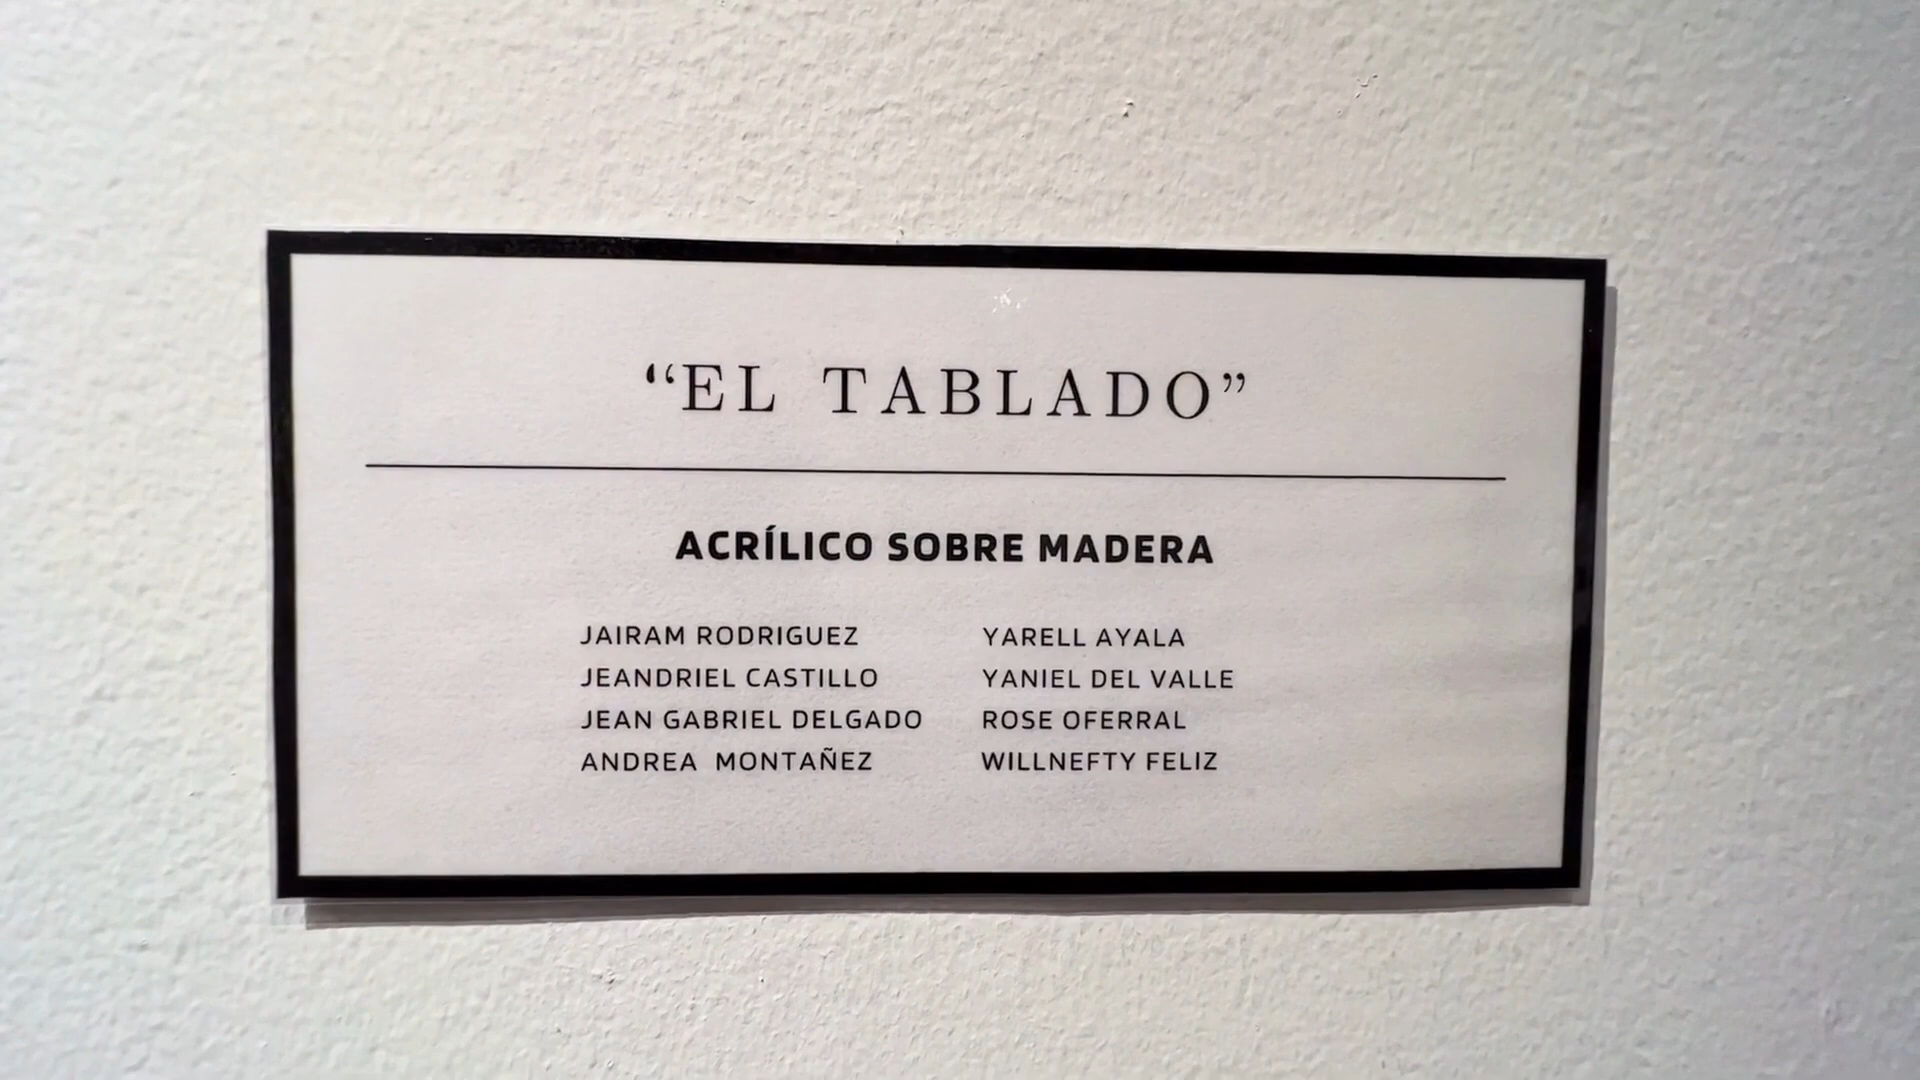 “EL TABLADO”
ACRÍLICO SOBRE MADERA
JAIRAM RODRIGUEZ
JEANDRIEL CASTILLO
JEAN GABRIEL DELGADO
ANDREA MONTAÑEZ
YARELL AYALA
YANIEL DEL VALLE
ROSE OFERRAL
WILLNEFTY FELIZ